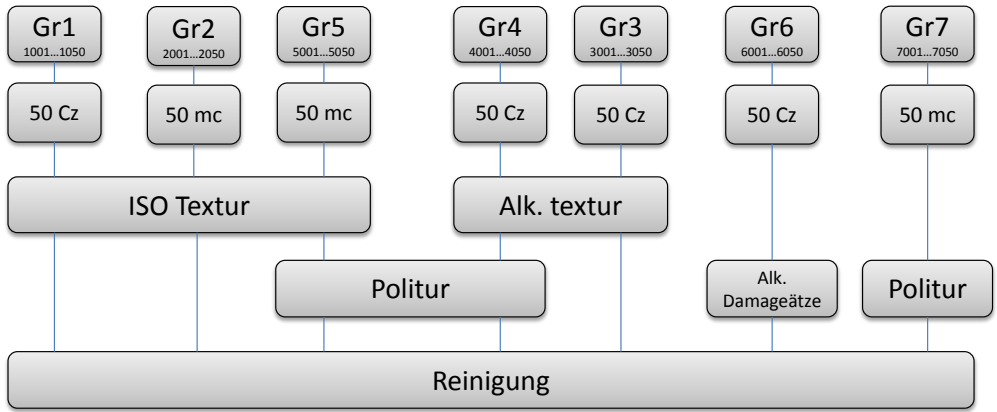 Gr1
1001...1050
Gr2
2001...2050
Gr5
5001...5050
Gr4
4001...4050
Gr3
3001...3050
Gr6
6001...6050
Gr7
7001...7050
50 Cz
50 mc
50 mc
50 Cz
50 Cz
50 Cz
50 mc
ISO Textur
Alk. textur
Politur
Alk.
Damageätze
Politur
Reinigung